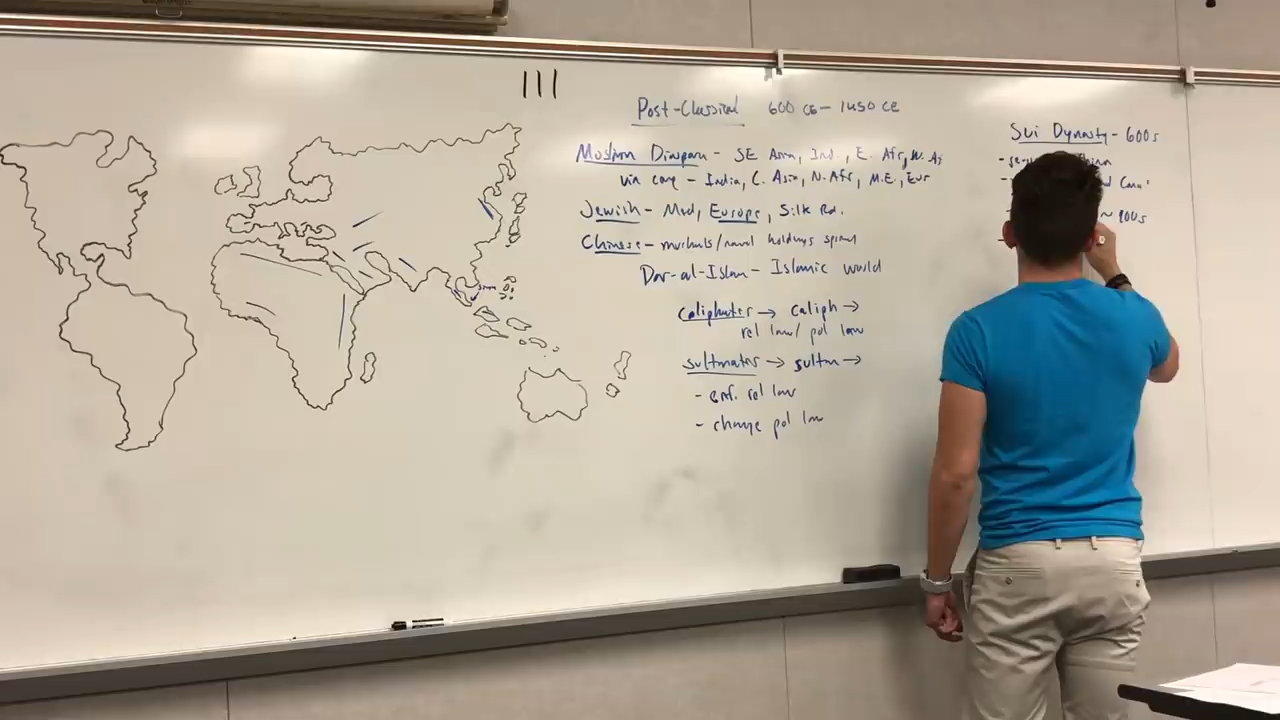 III
Post-Classical 600 CE - 1450 CE
Muslim Diaspora - SE Asia, Ind., E. Afr, W. Af
via conq - India, C. Asia, N. Afr, M.E., Eur
Jewish - Med, Europe, Silk Rd.
Chinese - merchants/naval holdings spread
Dar-al-Islam - Islamic world
caliphates → caliph →
rel law/ pol law
sultanates → sultan →
- enf. rel law
- change pol law
Sui Dynasty - 600s
~ 900s